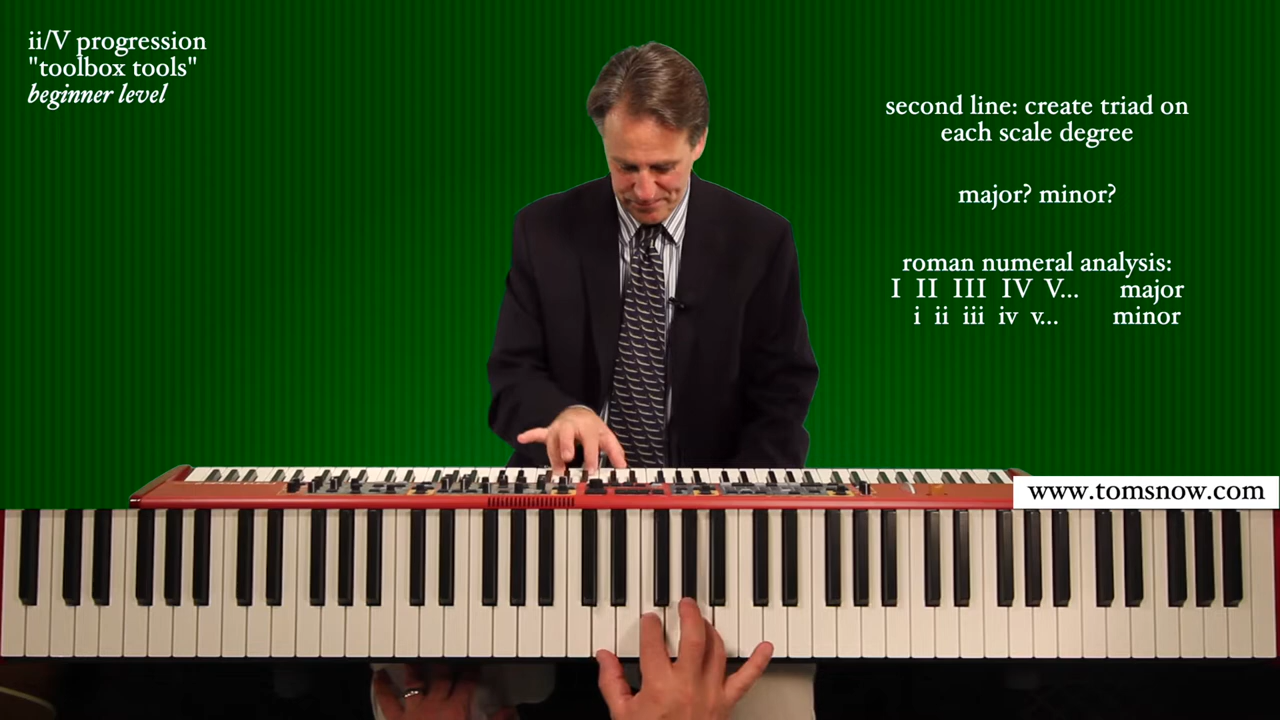 ii/V progression
"toolbox tools"
beginner level
second line: create triad on
each scale degree
major? minor?
roman numeral analysis:
I II III IV V... major
i ii iii iv v... minor
www.tomsnow.com